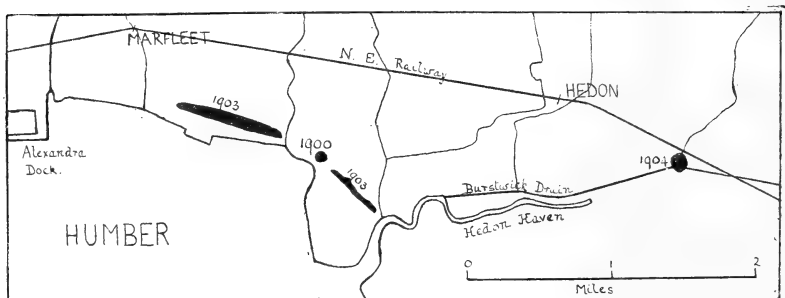 MARFLEET
N. E. Railway
HEDON
1903
1900
1903
1904
Alexandra
Dock.
Burstwick Drain
Hedon Haven
HUMBER
0 1 2
Miles